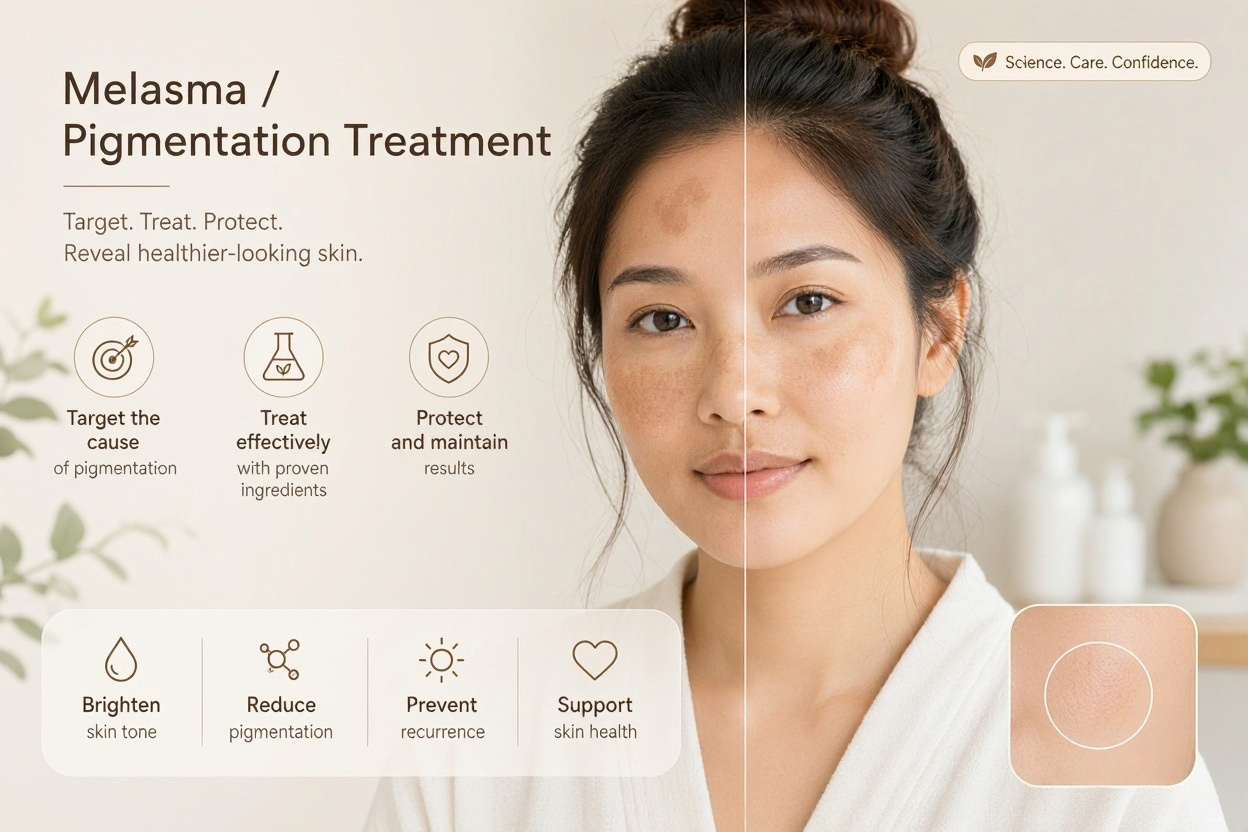 Melasma /
Pigmentation Treatment
Science. Care. Confidence.
Target. Treat. Protect.
Reveal healthier-looking skin.
Target the
cause
of pigmentation
Treat
effectively
with proven
ingredients
Protect
and maintain
results
Brighten
skin tone
Reduce
pigmentation
Prevent
recurrence
Support
skin health